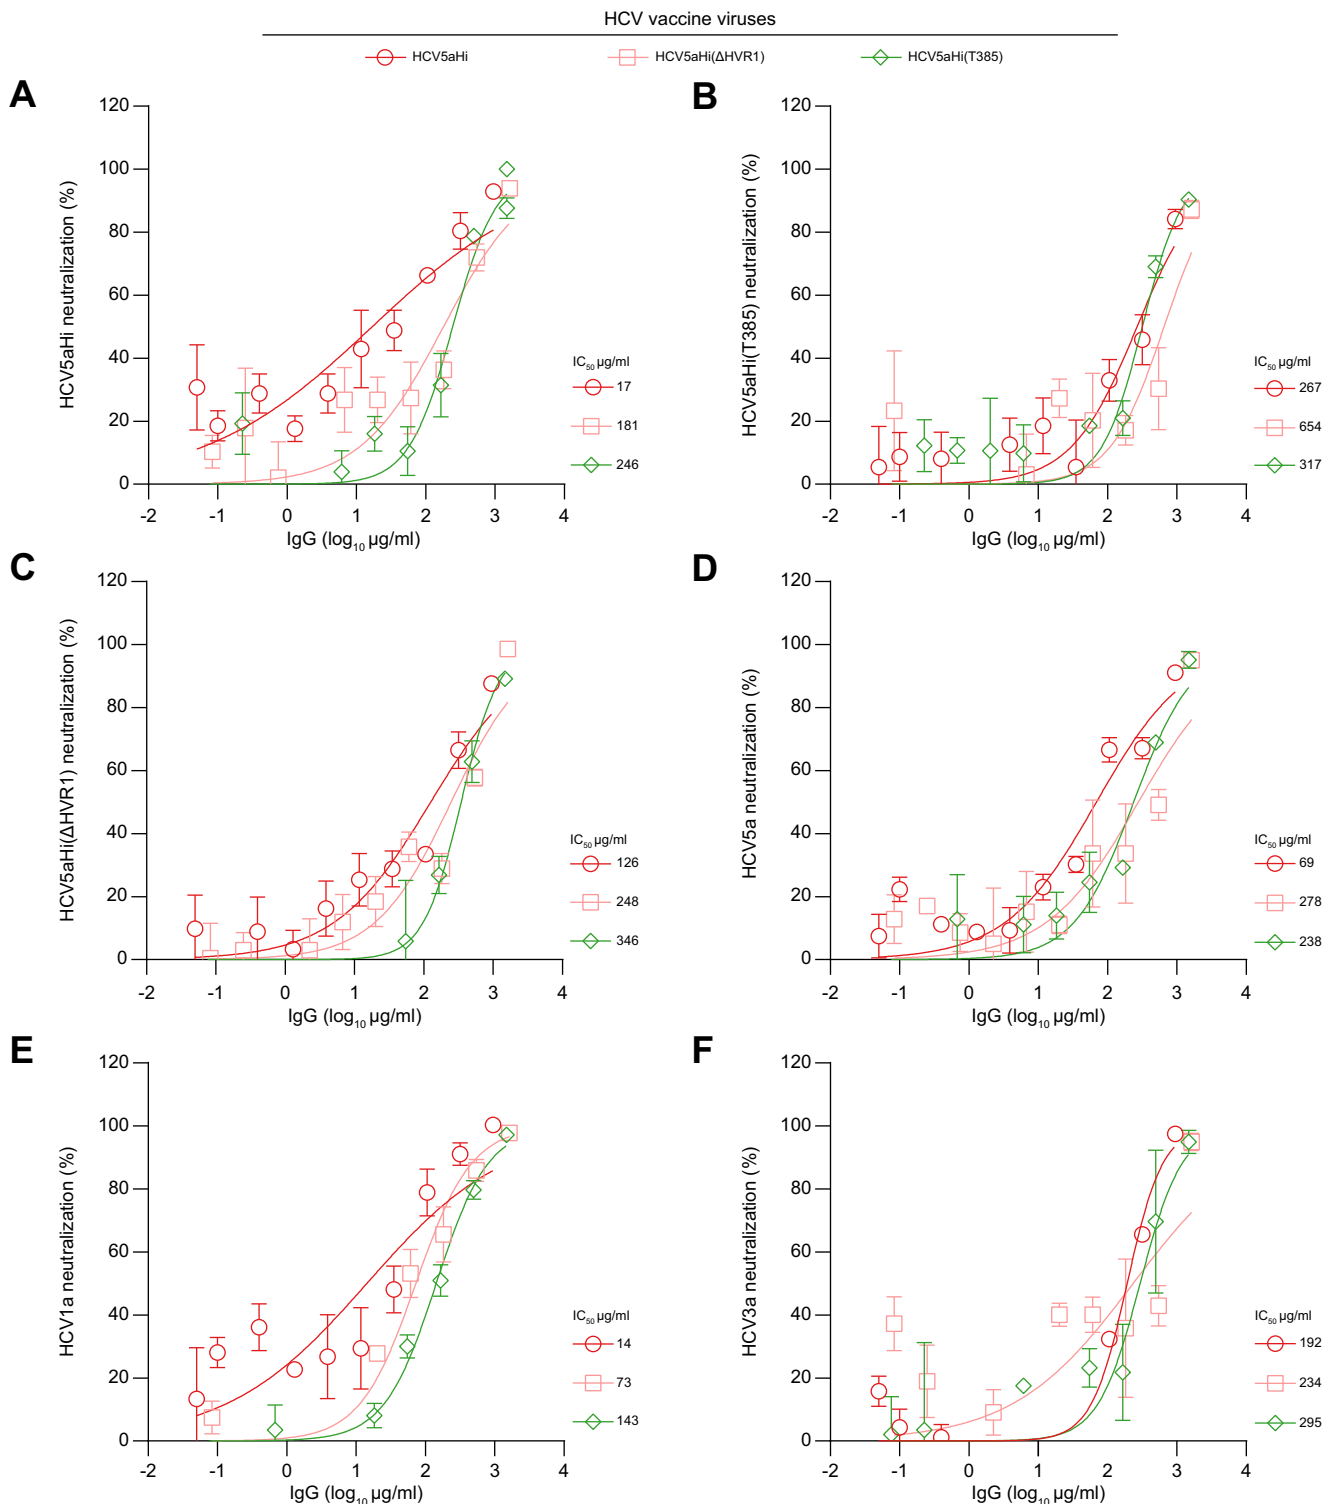 HCV vaccine viruses
HCV5aHi
HCV5aHi(ΔHVR1)
HCV5aHi(T385)
A
HCV5aHi neutralization (%)
120
100
80
60
40
20
0
-2 -1 0 1 2 3 4
IgG (log10 µg/ml)
IC50 µg/ml
17
181
246
B
HCV5aHi(T385) neutralization (%)
120
100
80
60
40
20
0
-2 -1 0 1 2 3 4
IgG (log10 µg/ml)
IC50 µg/ml
267
654
317
C
HCV5aHi(ΔHVR1) neutralization (%)
120
100
80
60
40
20
0
-2 -1 0 1 2 3 4
IgG (log10 µg/ml)
IC50 µg/ml
126
248
346
D
HCV5a neutralization (%)
120
100
80
60
40
20
0
-2 -1 0 1 2 3 4
IgG (log10 µg/ml)
IC50 µg/ml
69
278
238
E
HCV1a neutralization (%)
120
100
80
60
40
20
0
-2 -1 0 1 2 3 4
IgG (log10 µg/ml)
IC50 µg/ml
14
73
143
F
HCV3a neutralization (%)
120
100
80
60
40
20
0
-2 -1 0 1 2 3 4
IgG (log10 µg/ml)
IC50 µg/ml
192
234
295